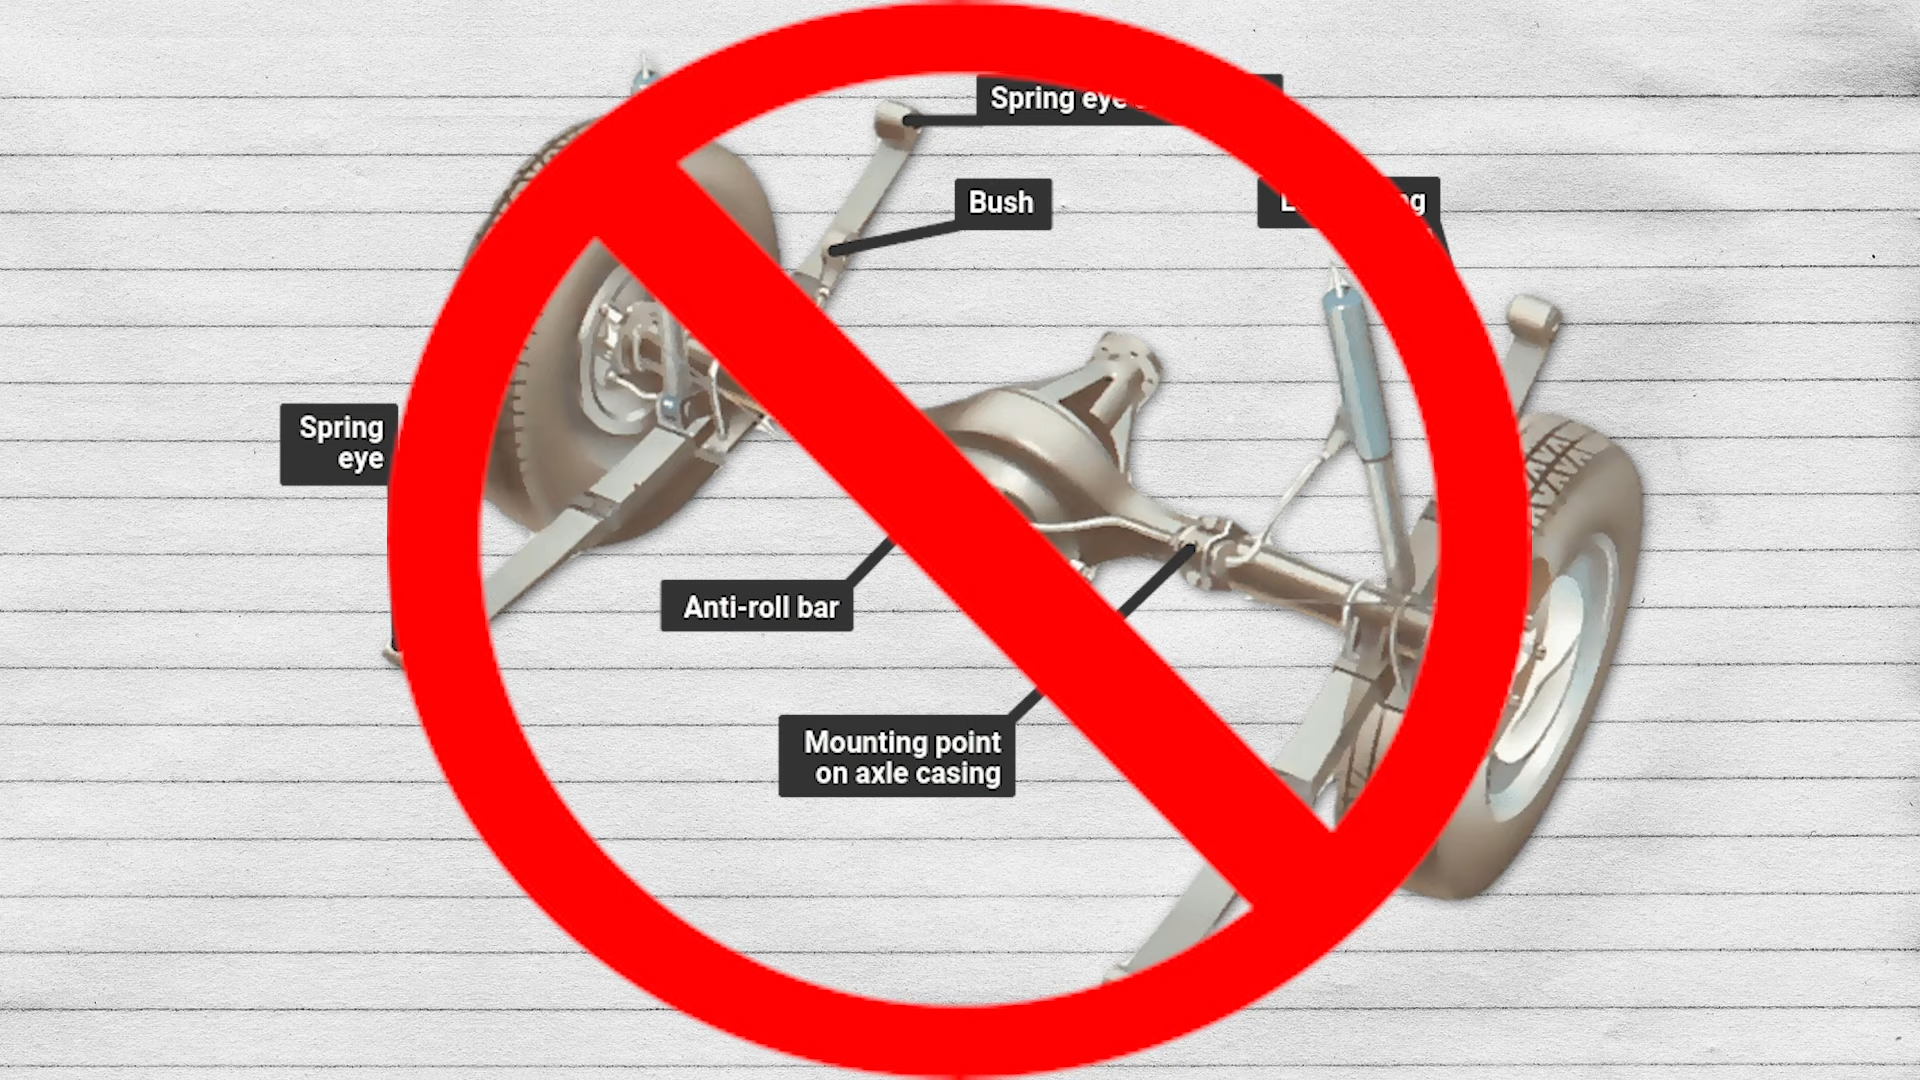 Spring eye
Bush
Spring
eye
Anti-roll bar
Mounting point
on axle casing